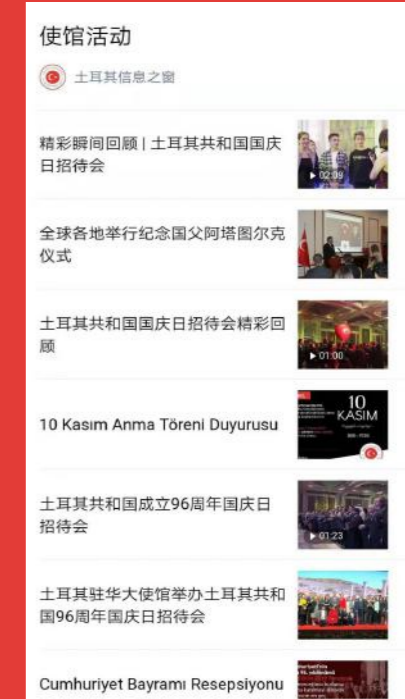 使馆活动
土耳其信息之窗
精彩瞬间回顾 | 土耳其共和国国庆
日招待会
02:09
全球各地举行纪念国父阿塔图尔克
仪式
土耳其共和国国庆日招待会精彩回
顾
01:00
10 Kasım Anma Töreni Duyurusu
10
KASIM
土耳其共和国成立96周年国庆日
招待会
01:23
土耳其驻华大使馆举办土耳其共和
国96周年国庆日招待会
Cumhuriyet Bayramı Resepsiyonu